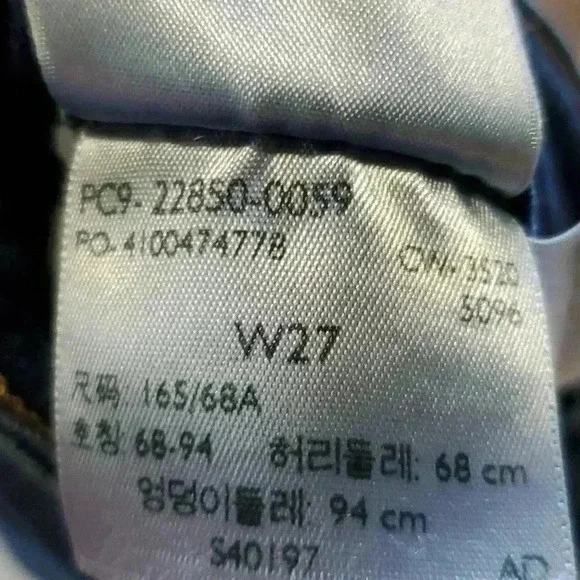 PC9-22850-0059
PO-4100474778 CW-3520
5096
W27
尺码: 165/68A
호칭: 68-94 허리둘레: 68 cm
엉덩이둘레: 94 cm
S40197
AD